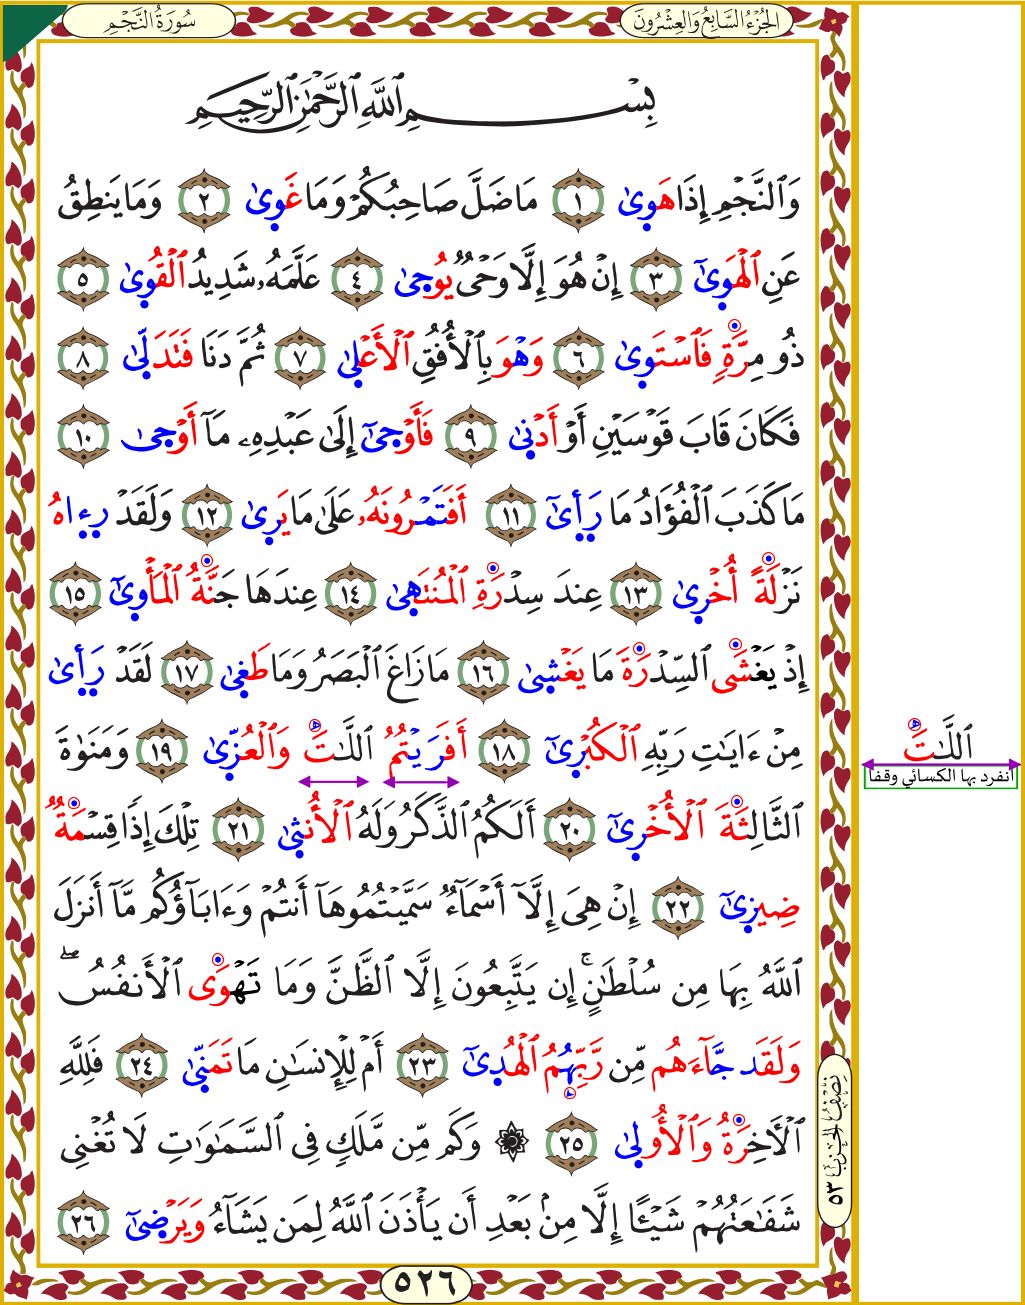 سُورَةُ النَّجْمِ
الجُزْءُ السَّابِعُ وَالعِشْرُونَ
بِسْمِ ٱللَّهِ ٱلرَّحْمَٰنِ ٱلرَّحِيمِ
وَٱلنَّجْمِ إِذَا هَوِىٰ ١ مَا ضَلَّ صَاحِبُكُمْ وَمَا غَوِىٰ ٢ وَمَا يَنطِقُ
عَنِ ٱلْهَوِىٰٓ ٣ إِنْ هُوَ إِلَّا وَحْىٌ يُوحِىٰ ٤ عَلَّمَهُۥ شَدِيدُ ٱلْقُوِىٰ ٥
ذُو مِرَّةٍ فَٱسْتَوِىٰ ٦ وَهْوَ بِٱلْأُفُقِ ٱلْأَعْلِىٰ ٧ ثُمَّ دَنَا فَتَدَلِّىٰ ٨
فَكَانَ قَابَ قَوْسَيْنِ أَوْ أَدْنِىٰ ٩ فَأَوْحِىٰٓ إِلَىٰ عَبْدِهِۦ مَآ أَوْحِىٰ ١٠
مَا كَذَبَ ٱلْفُؤَادُ مَا رَأِىٰٓ ١١ أَفَتَمْرُونَهُۥ عَلَىٰ مَا يَرِىٰ ١٢ وَلَقَدْ رِءِاهُ
نَزْلَةً أُخْرِىٰ ١٣ عِندَ سِدْرَةِ ٱلْمُنتَهِىٰ ١٤ عِندَهَا جَنَّةُ ٱلْمَأْوِىٰٓ ١٥
إِذْ يَغْشَى ٱلسِّدْرَةَ مَا يَغْشِىٰ ١٦ مَا زَاغَ ٱلْبَصَرُ وَمَا طَغِىٰ ١٧ لَقَدْ رَأِىٰ
مِنْ ءَايَٰتِ رَبِّهِ ٱلْكُبْرِىٰٓ ١٨ أَفَرَيْتُمُ ٱللَّٰتَ وَٱلْعُزِّىٰ ١٩ وَمَنَوٰةَ
ٱللَّٰتَ
انفرد بها الكسائي وقفا
ٱلثَّالِثَةَ ٱلْأُخْرِىٰٓ ٢٠ أَلَكُمُ ٱلذَّكَرُ وَلَهُ ٱلْأُنثِىٰ ٢١ تِلْكَ إِذًا قِسْمَةٌ
ضِيزِىٰٓ ٢٢ إِنْ هِىَ إِلَّآ أَسْمَآءٌ سَمَّيْتُمُوهَآ أَنتُمْ وَءَابَآؤُكُم مَّآ أَنزَلَ
ٱللَّهُ بِهَا مِن سُلْطَٰنٍۚ إِن يَتَّبِعُونَ إِلَّا ٱلظَّنَّ وَمَا تَهْوَى ٱلْأَنفُسُۖ
وَلَقَد جَّآءَهُم مِّن رَّبِّهُمُ ٱلْهُدِىٰٓ ٢٣ أَمْ لِلْإِنسَٰنِ مَا تَمَنِّىٰ ٢٤ فَلِلَّهِ
ٱلْأَخِرَةُ وَٱلْأُولِىٰ ٢٥ ۞ وَكَم مِّن مَّلَكٍ فِى ٱلسَّمَٰوَٰتِ لَا تُغْنِى
شَفَٰعَتُهُمْ شَيْـًٔا إِلَّا مِنۢ بَعْدِ أَن يَأْذَنَ ٱللَّهُ لِمَن يَشَآءُ وَيَرْضِىٰٓ ٢٦
نِصْفُ الحِزْبِ ٥٣
٥٢٦